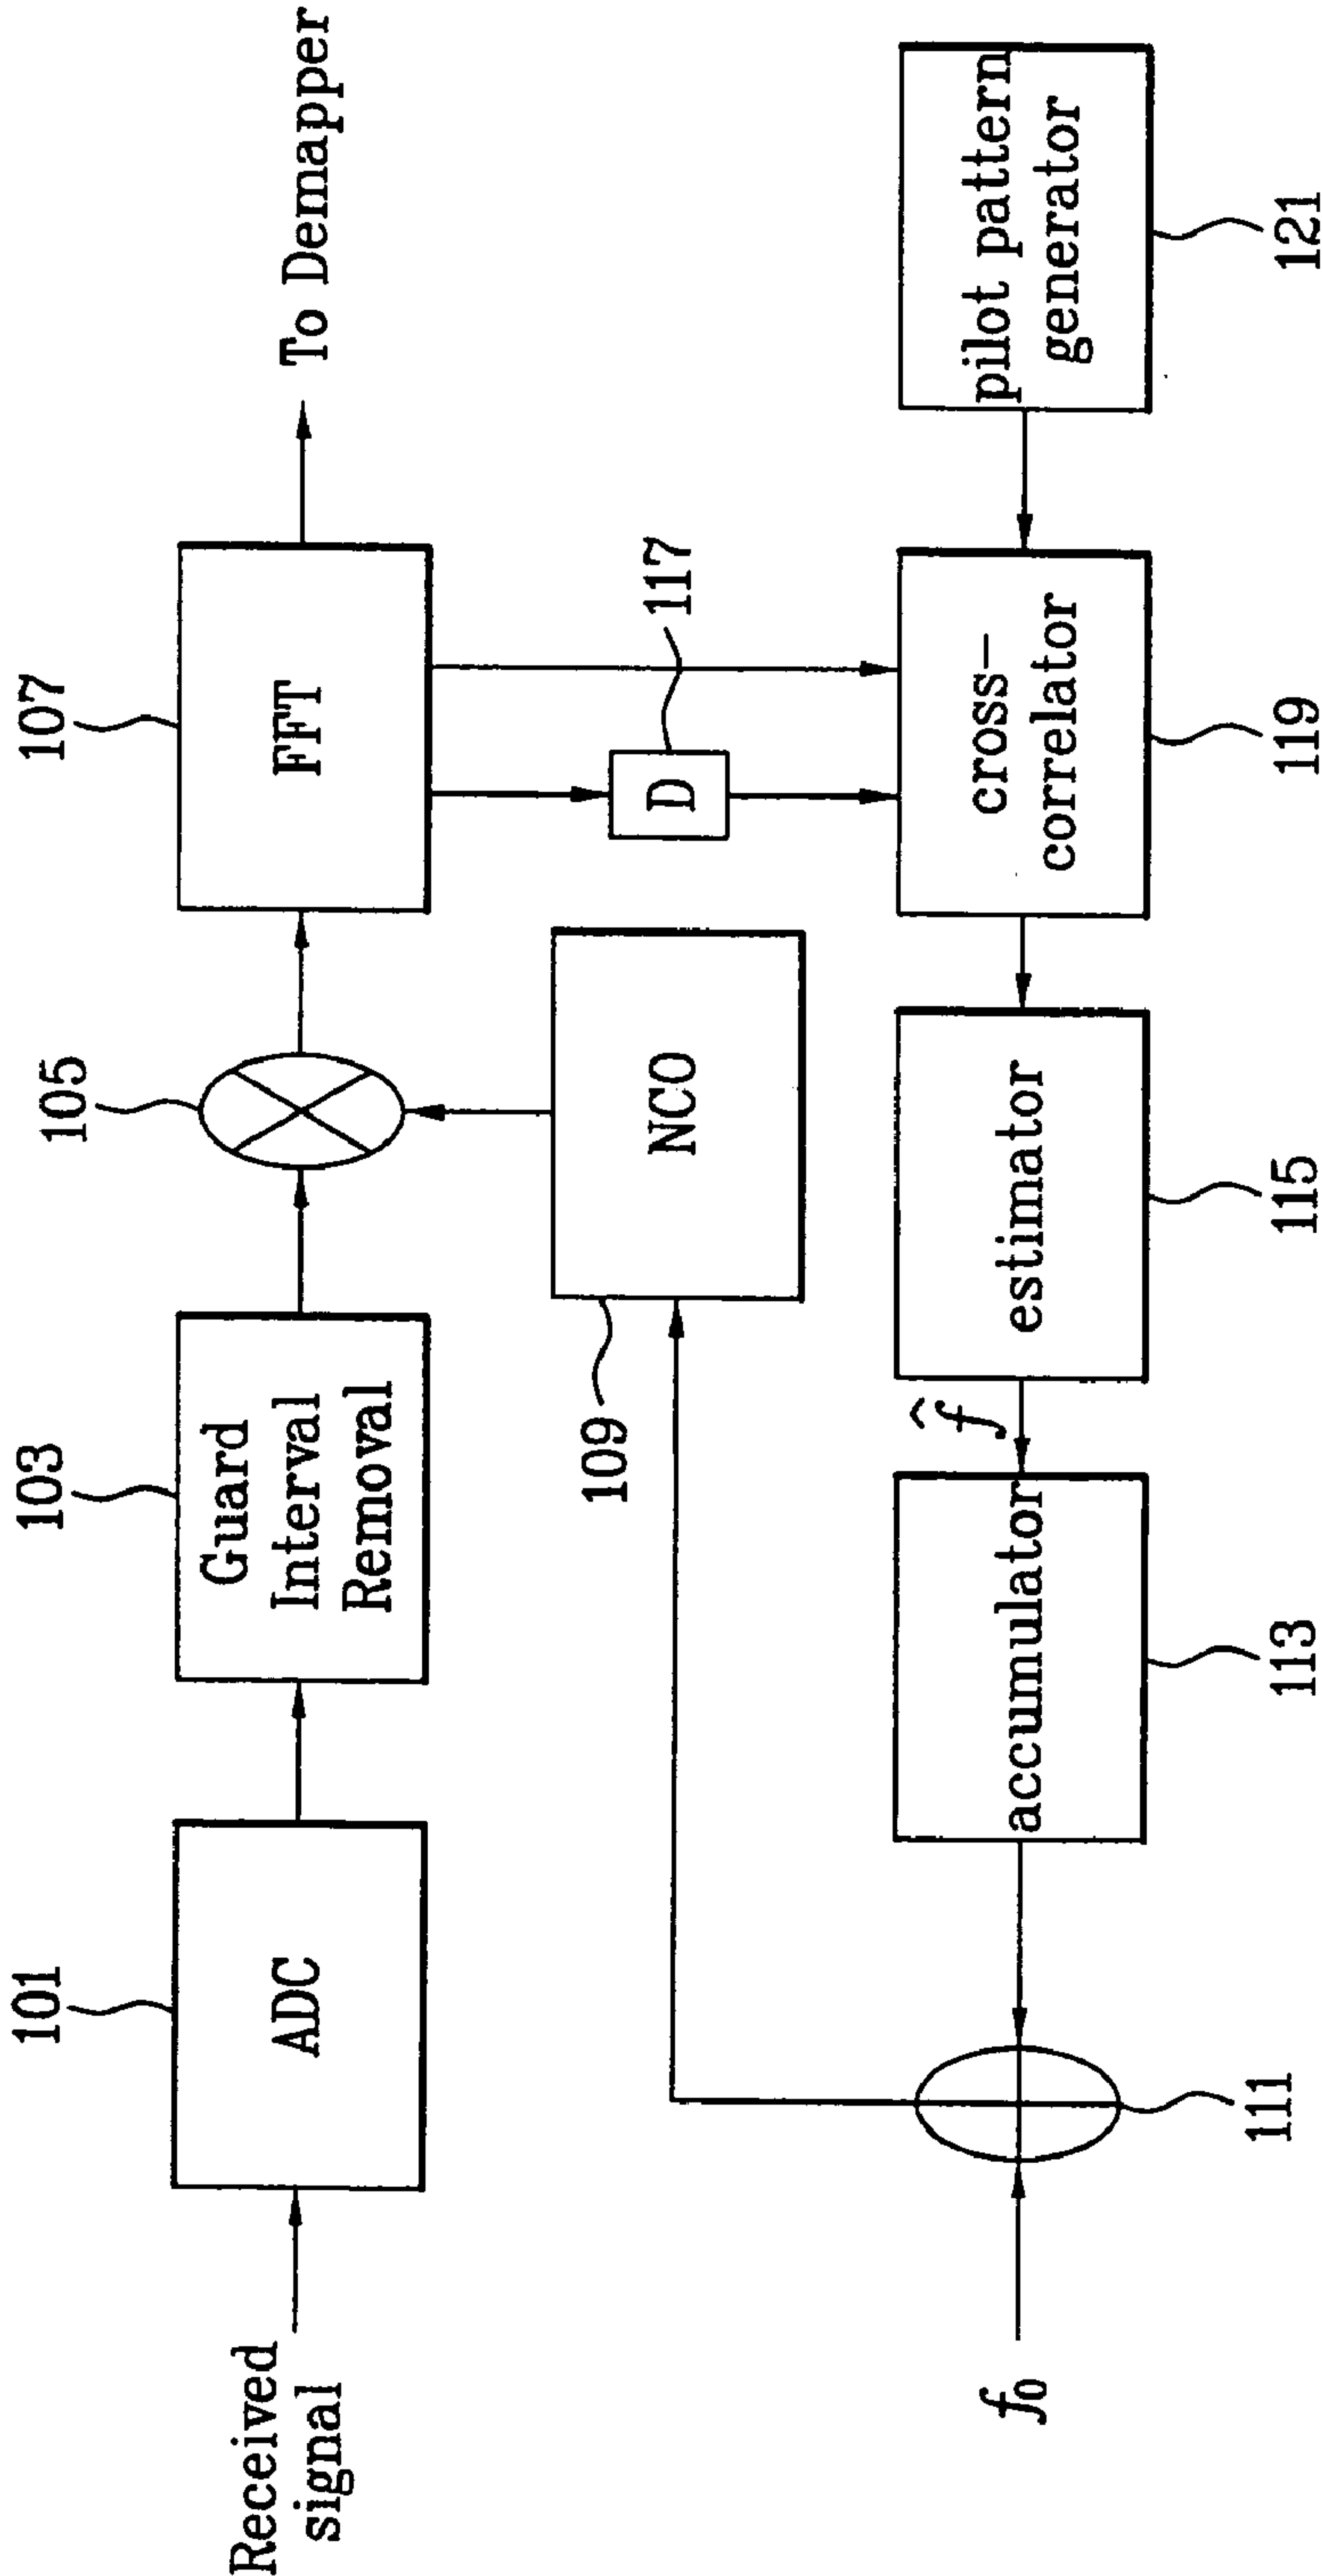 101
103
105
107
Received
signal
ADC
Guard
Interval
Removal
FFT
To Demapper
109
NCO
D
117
f0
f̂
accumulator
estimator
cross-
correlator
pilot pattern
generator
111
113
115
119
121